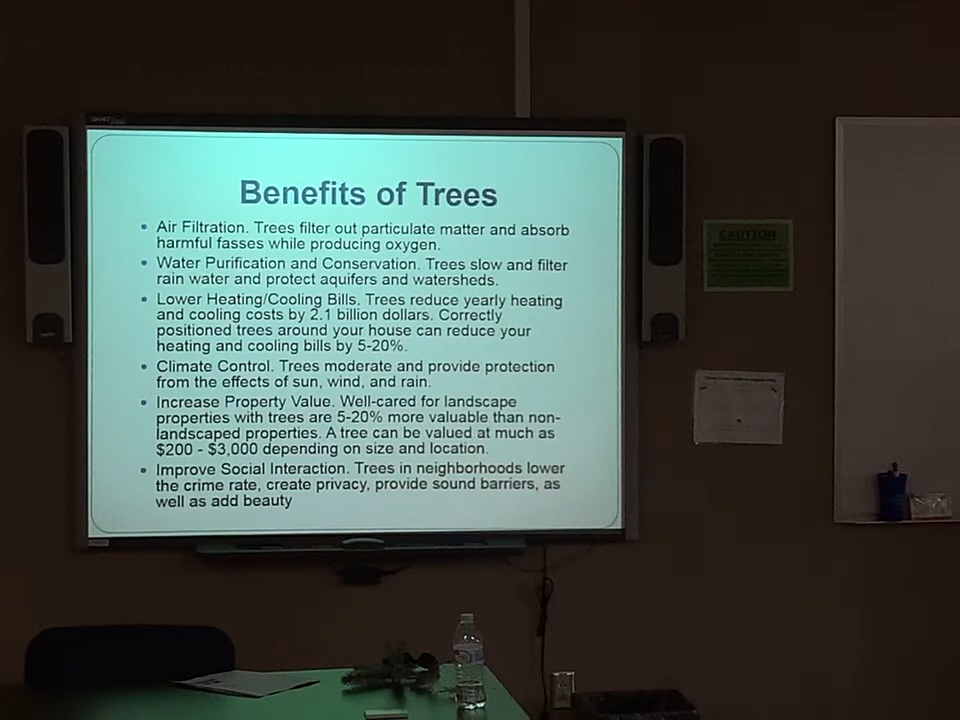 SMART
Benefits of Trees
• Air Filtration. Trees filter out particulate matter and absorb
harmful fasses while producing oxygen.
• Water Purification and Conservation. Trees slow and filter
rain water and protect aquifers and watersheds.
• Lower Heating/Cooling Bills. Trees reduce yearly heating
and cooling costs by 2.1 billion dollars. Correctly
positioned trees around your house can reduce your
heating and cooling bills by 5-20%.
• Climate Control. Trees moderate and provide protection
from the effects of sun, wind, and rain.
• Increase Property Value. Well-cared for landscape
properties with trees are 5-20% more valuable than non-
landscaped properties. A tree can be valued at much as
$200 - $3,000 depending on size and location.
• Improve Social Interaction. Trees in neighborhoods lower
the crime rate, create privacy, provide sound barriers, as
well as add beauty
CAUTION